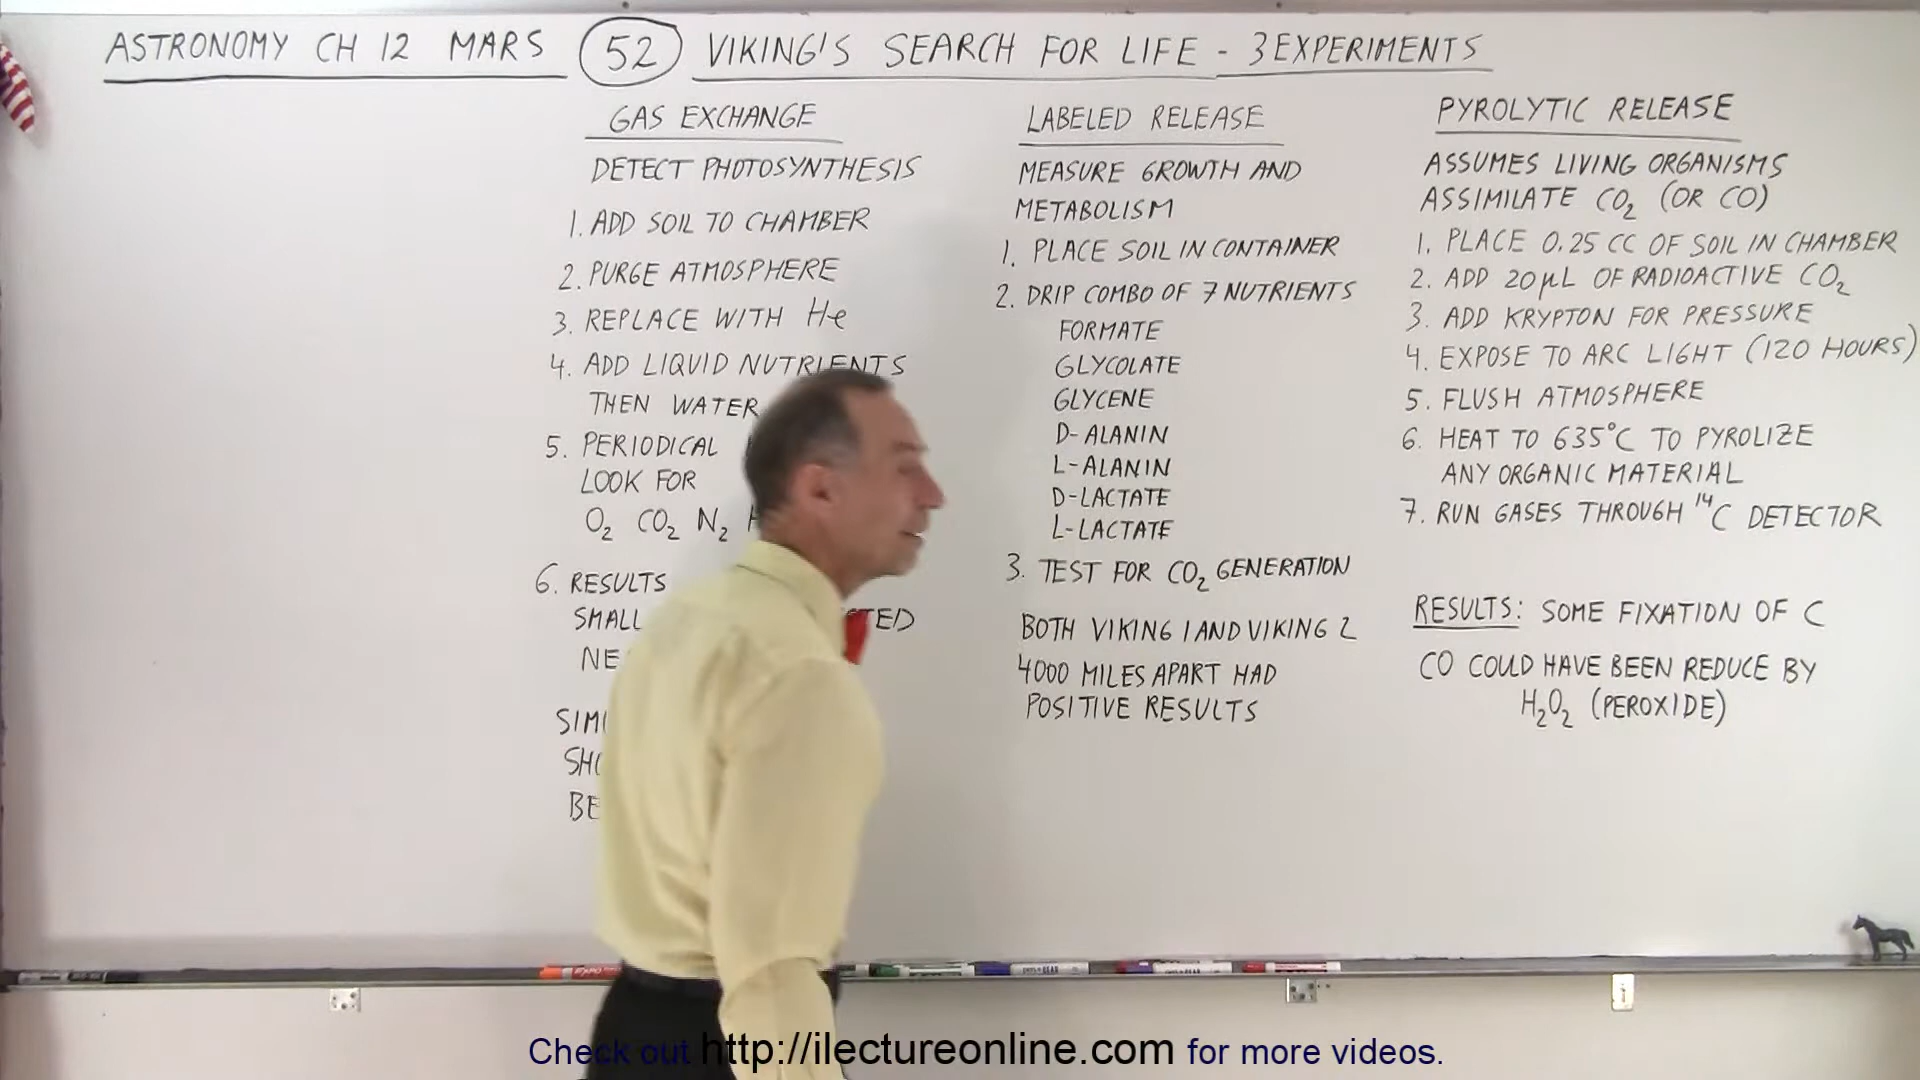 ASTRONOMY CH 12 MARS 52 VIKING'S SEARCH FOR LIFE - 3 EXPERIMENTS
GAS EXCHANGE
DETECT PHOTOSYNTHESIS
1. ADD SOIL TO CHAMBER
2. PURGE ATMOSPHERE
3. REPLACE WITH He
4. ADD LIQUID NUTRIENTS
THEN WATER
5. PERIODICAL
LOOK FOR
O₂ CO₂ N₂
6. RESULTS
SMALL
LABELED RELEASE
MEASURE GROWTH AND
METABOLISM
1. PLACE SOIL IN CONTAINER
2. DRIP COMBO OF 7 NUTRIENTS
FORMATE
GLYCOLATE
GLYCENE
D-ALANIN
L-ALANIN
D-LACTATE
L-LACTATE
3. TEST FOR CO₂ GENERATION
BOTH VIKING 1 AND VIKING 2
4000 MILES APART HAD
POSITIVE RESULTS
PYROLYTIC RELEASE
ASSUMES LIVING ORGANISMS
ASSIMILATE CO₂ (OR CO)
1. PLACE 0.25 CC OF SOIL IN CHAMBER
2. ADD 20 μL OF RADIOACTIVE CO₂
3. ADD KRYPTON FOR PRESSURE
4. EXPOSE TO ARC LIGHT (120 HOURS)
5. FLUSH ATMOSPHERE
6. HEAT TO 635°C TO PYROLIZE
ANY ORGANIC MATERIAL
7. RUN GASES THROUGH ¹⁴C DETECTOR
RESULTS: SOME FIXATION OF C
CO COULD HAVE BEEN REDUCE BY
H₂O₂ (PEROXIDE)
Check out http://ilectureonline.com for more videos.